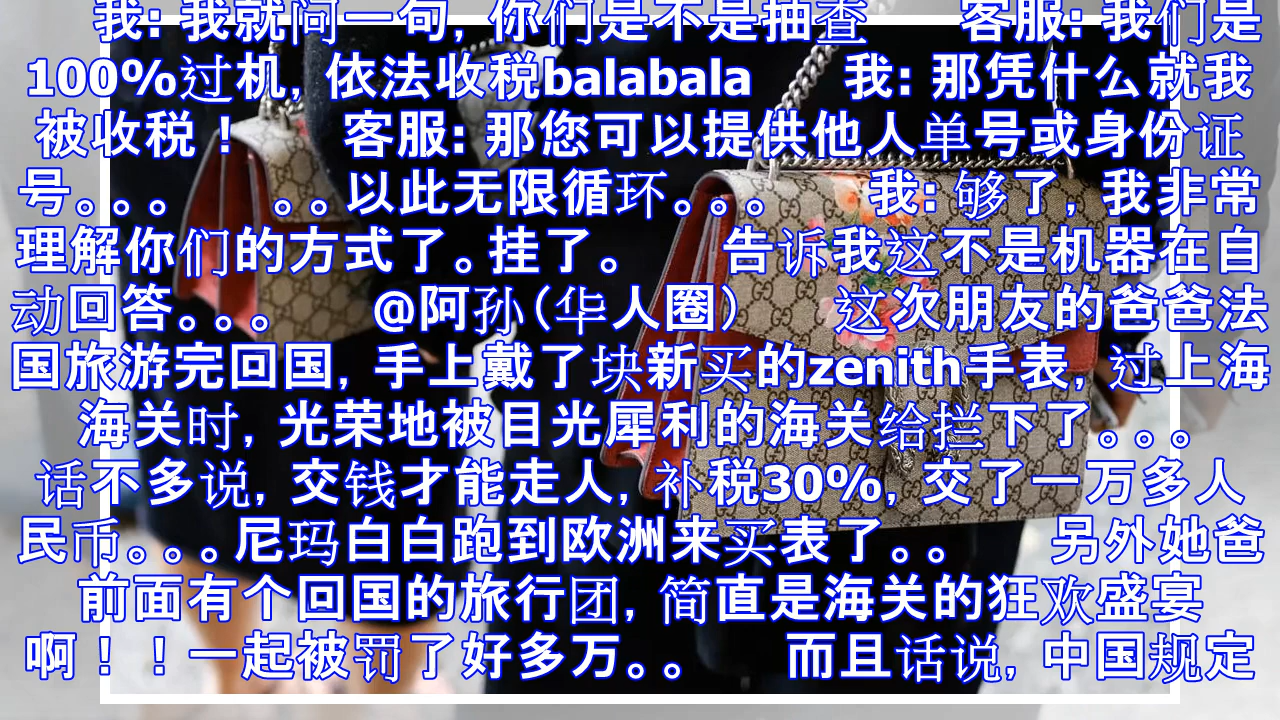 我: 我就问一句, 你们是不是抽查 客服: 我们是
100%过机, 依法收税balabala 我: 那凭什么就我
被收税！ 客服: 那您可以提供他人单号或身份证
号。。。 。。以此无限循环。。。 我: 够了, 我非常
理解你们的方式了。挂了。 告诉我这不是机器在自
动回答。。。 @阿孙(华人圈) 这次朋友的爸爸法
国旅游完回国, 手上戴了块新买的zenith手表, 过上海
海关时, 光荣地被目光犀利的海关给拦下了。。。
话不多说, 交钱才能走人, 补税30%, 交了一万多人
民币。。。尼玛白白跑到欧洲来买表了。。 另外她爸
前面有个回国的旅行团, 简直是海关的狂欢盛宴
啊！！一起被罚了好多万。。 而且话说, 中国规定